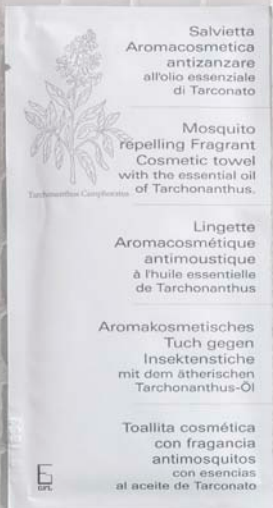 Salvietta
Aromacosmetica
antizanzare
all'olio essenziale
di Tarconato
Mosquito
repelling Fragrant
Cosmetic towel
with the essential oil
of Tarchonanthus.
Tarchonanthus Camphoratus
Lingette
Aromacosmétique
antimoustique
à l'huile essentielle
de Tarchonanthus
Aromakosmetisches
Tuch gegen
Insektenstiche
mit dem ätherischen
Tarchonanthus-Öl
Toallita cosmética
con fragancia
antimosquitos
con esencias
al aceite de Tarconato